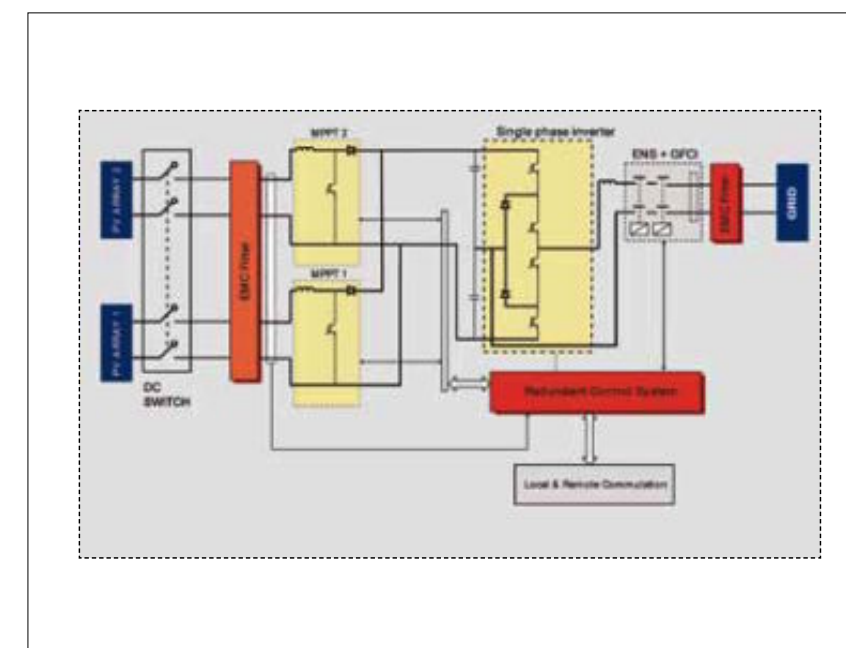 MPPT 2
Single phase inverter
ENS + GFCI
PV ARRAY 2
EMC Filter
EMC Filter
GRID
MPPT 1
PV ARRAY 1
DC
SWITCH
Redundant Control System
Local & Remote Commulation